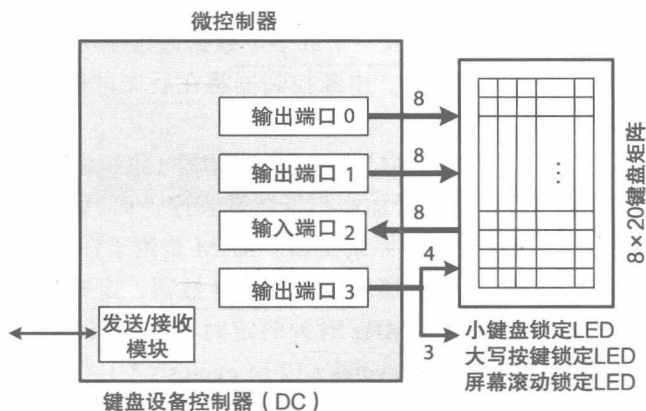 微控制器
输出端口 0
8
输出端口 1
8
输入端口 2
8
输出端口 3
4
3
发送/接收
模块
8×20键盘矩阵
小键盘锁定LED
大写按键锁定LED
屏幕滚动锁定LED
键盘设备控制器（DC）